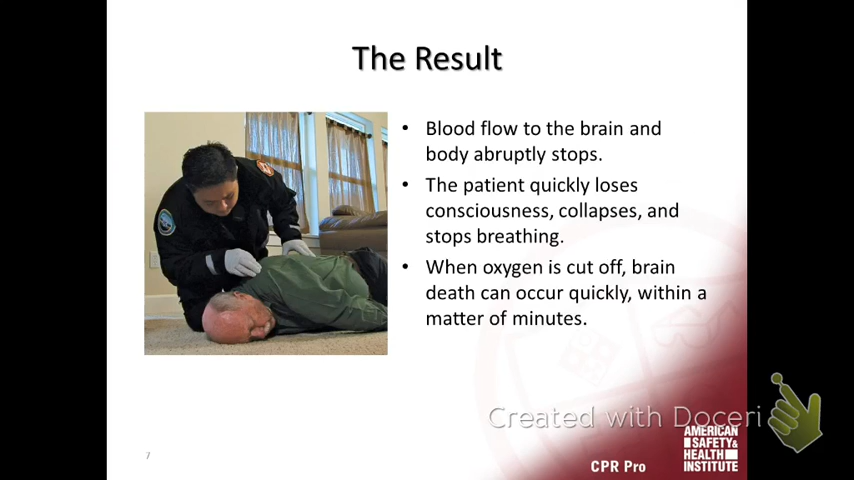 The Result
• Blood flow to the brain and
body abruptly stops.
• The patient quickly loses
consciousness, collapses, and
stops breathing.
• When oxygen is cut off, brain
death can occur quickly, within a
matter of minutes.
Created with Doceri
AMERICAN
SAFETY&
HEALTH
INSTITUTE
CPR Pro
7